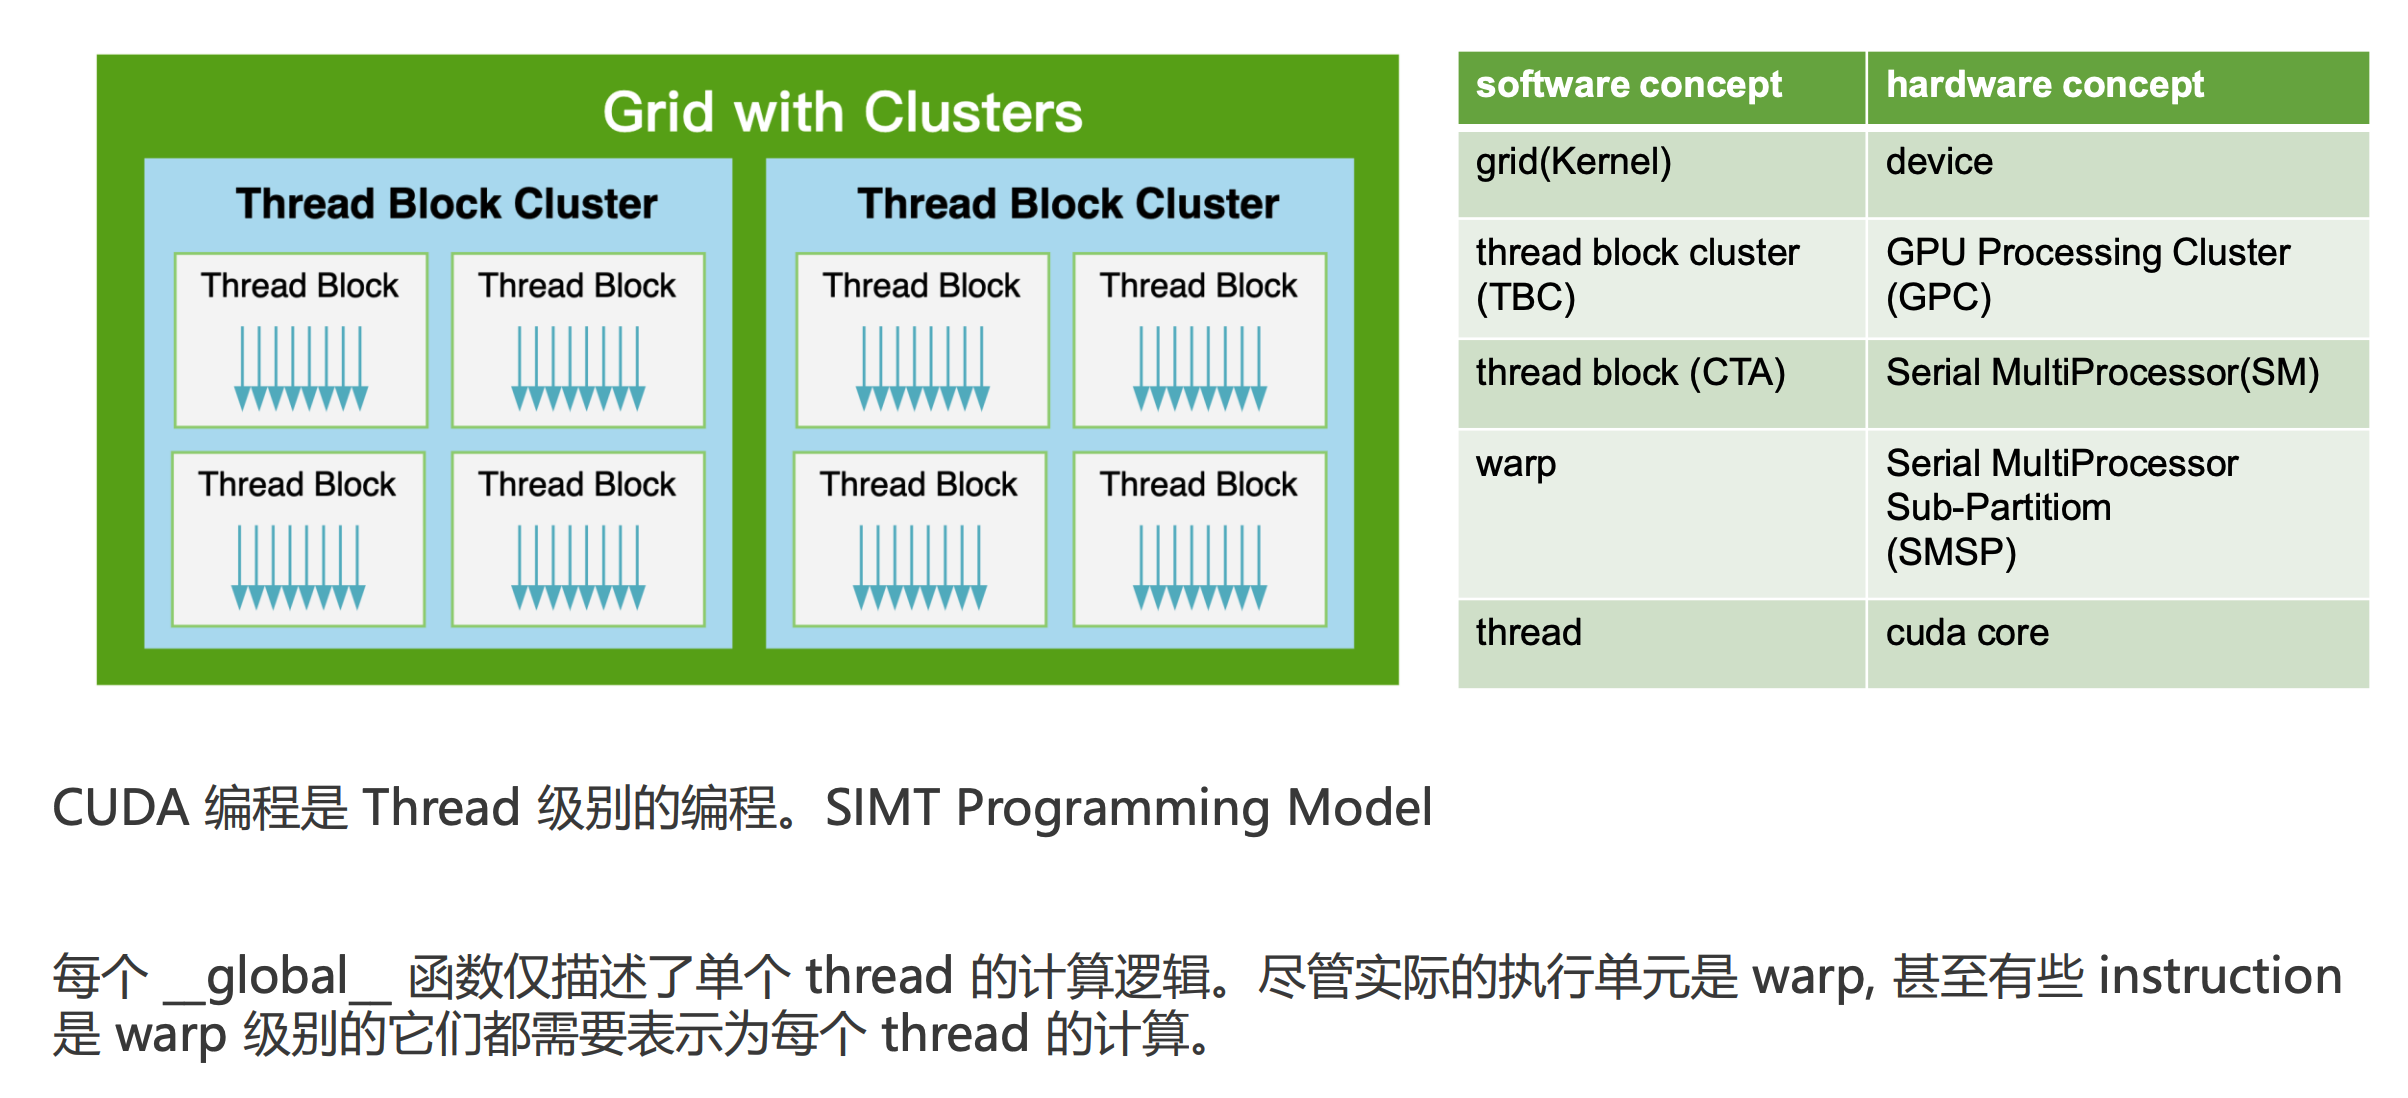 Grid with Clusters
Thread Block Cluster
Thread Block
Thread Block
Thread Block
Thread Block
Thread Block Cluster
Thread Block
Thread Block
Thread Block
Thread Block
software concept
hardware concept
grid(Kernel)
device
thread block cluster
(TBC)
GPU Processing Cluster
(GPC)
thread block (CTA)
Serial MultiProcessor(SM)
warp
Serial MultiProcessor
Sub-Partitiom
(SMSP)
thread
cuda core
CUDA 编程是 Thread 级别的编程。SIMT Programming Model
每个 __global__ 函数仅描述了单个 thread 的计算逻辑。尽管实际的执行单元是 warp, 甚至有些 instruction
是 warp 级别的它们都需要表示为每个 thread 的计算。